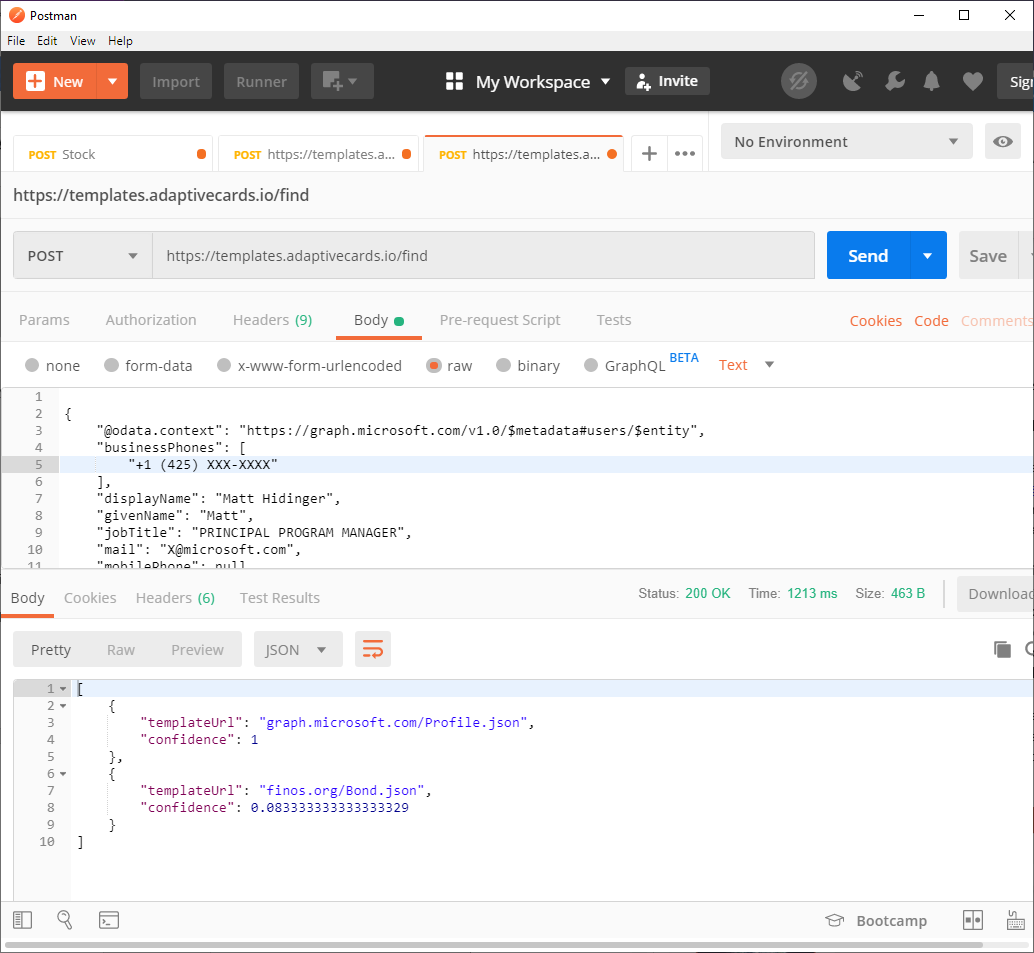 Postman
File Edit View Help
New Import Runner My Workspace Invite
POST Stock POST https://templates.a... POST https://templates.a... No Environment
https://templates.adaptivecards.io/find
POST https://templates.adaptivecards.io/find Send Save
Params Authorization Headers (9) Body Pre-request Script Tests Cookies Code Comments
none form-data x-www-form-urlencoded raw binary GraphQL BETA Text
1
2 {
3 "@odata.context": "https://graph.microsoft.com/v1.0/$metadata#users/$entity",
4 "businessPhones": [
5 "+1 (425) XXX-XXXX"
6 ],
7 "displayName": "Matt Hidinger",
8 "givenName": "Matt",
9 "jobTitle": "PRINCIPAL PROGRAM MANAGER",
10 "mail": "X@microsoft.com",
11 "mobilePhone": null
Body Cookies Headers (6) Test Results Status: 200 OK Time: 1213 ms Size: 463 B
Pretty Raw Preview JSON
1 [
2 {
3 "templateUrl": "graph.microsoft.com/Profile.json",
4 "confidence": 1
5 },
6 {
7 "templateUrl": "finos.org/Bond.json",
8 "confidence": 0.083333333333333329
9 }
10 ]
Bootcamp